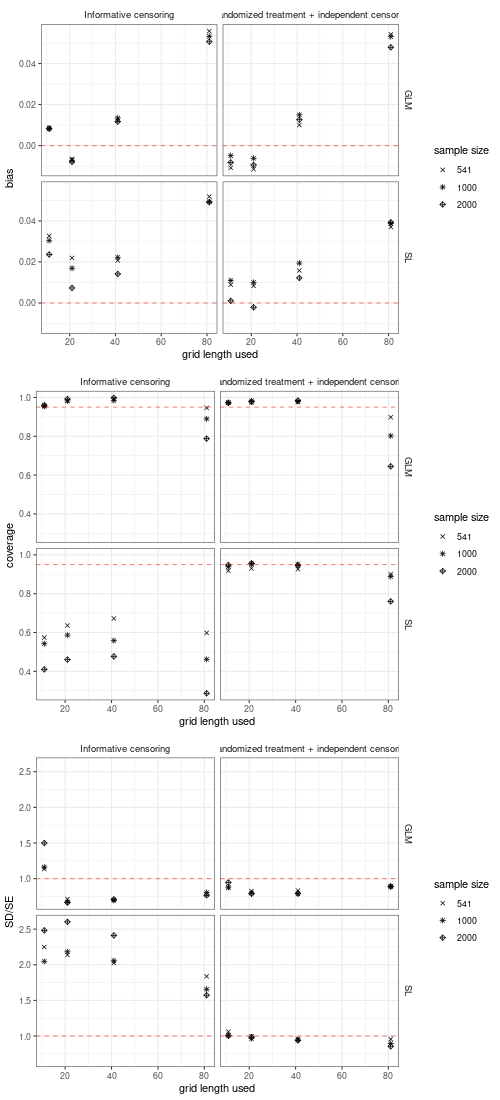 Informative censoring
andomized treatment + independent censor
0.04
0.02
0.00
GLM
bias
0.04
0.02
0.00
SL
20 40 60 80 20 40 60 80
grid length used
sample size
541
1000
2000
Informative censoring
andomized treatment + independent censori
1.0
0.8
0.6
0.4
GLM
coverage
1.0
0.8
0.6
0.4
SL
20 40 60 80 20 40 60 80
grid length used
sample size
541
1000
2000
Informative censoring
andomized treatment + independent censori
2.5
2.0
1.5
1.0
GLM
SD/SE
2.5
2.0
1.5
1.0
SL
20 40 60 80 20 40 60 80
grid length used
sample size
541
1000
2000